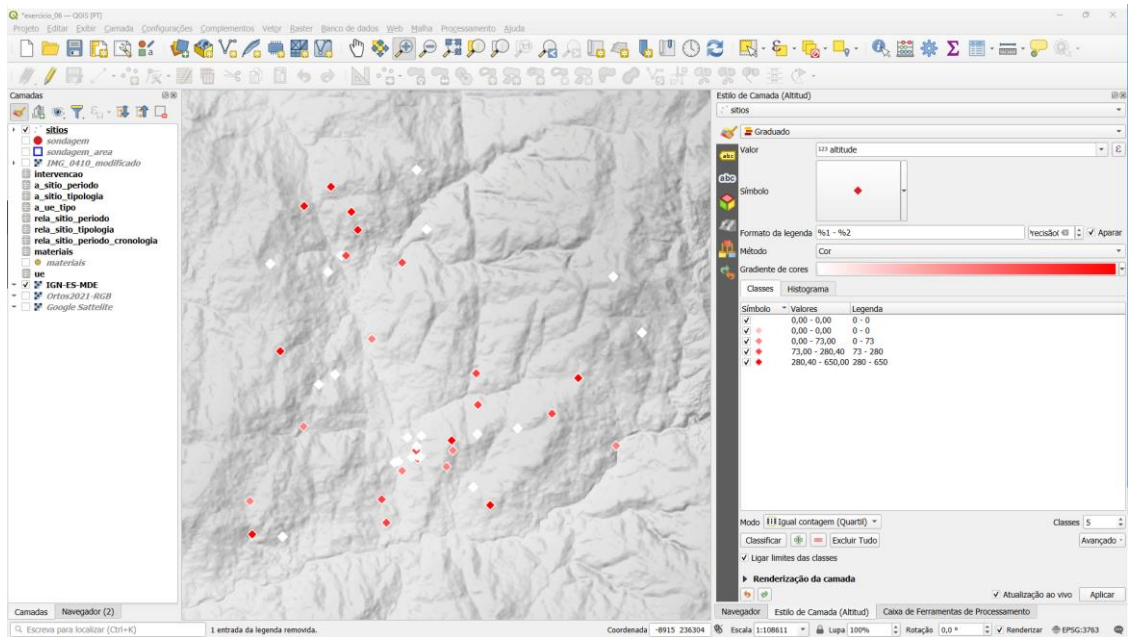 *exercício_06 — QGIS [PT]
Projeto Editar Exibir Camada Configurações Complementos Vetor Raster Banco de dados Web Malha Processamento Ajuda
Camadas
sitios
sondagem
sondagem_area
IMG_0410_modificado
intervencao
a_sitio_periodo
a_sitio_tipologia
a_ue_tipo
rela_sitio_periodo
rela_sitio_tipologia
rela_sitio_periodo_cronologia
materiais
materiais
ue
IGN-ES-MDE
Ortos2021-RGB
Google Sattelite
Camadas Navegador (2)
Estilo de Camada (Altitud)
sitios
Graduado
Valor 123 altitude
Símbolo
Formato da legenda %1 - %2 Aparar
Método Cor
Gradiente de cores
Classes Histograma
Símbolo Valores Legenda
0,00 - 0,00 0 - 0
0,00 - 0,00 0 - 0
0,00 - 73,00 0 - 73
73,00 - 280,40 73 - 280
280,40 - 650,00 280 - 650
Modo Igual contagem (Quartil) Classes 5
Classificar Excluir Tudo Avançado
Ligar limites das classes
Renderização da camada
Atualização ao vivo Aplicar
Navegador Estilo de Camada (Altitud) Caixa de Ferramentas de Processamento
Escreva para localizar (Ctrl+K) 1 entrada da legenda removida. Coordenada -8915 236304 Escala 1:108611 Lupa 100% Rotação 0,0 ° Renderizar EPSG:3763